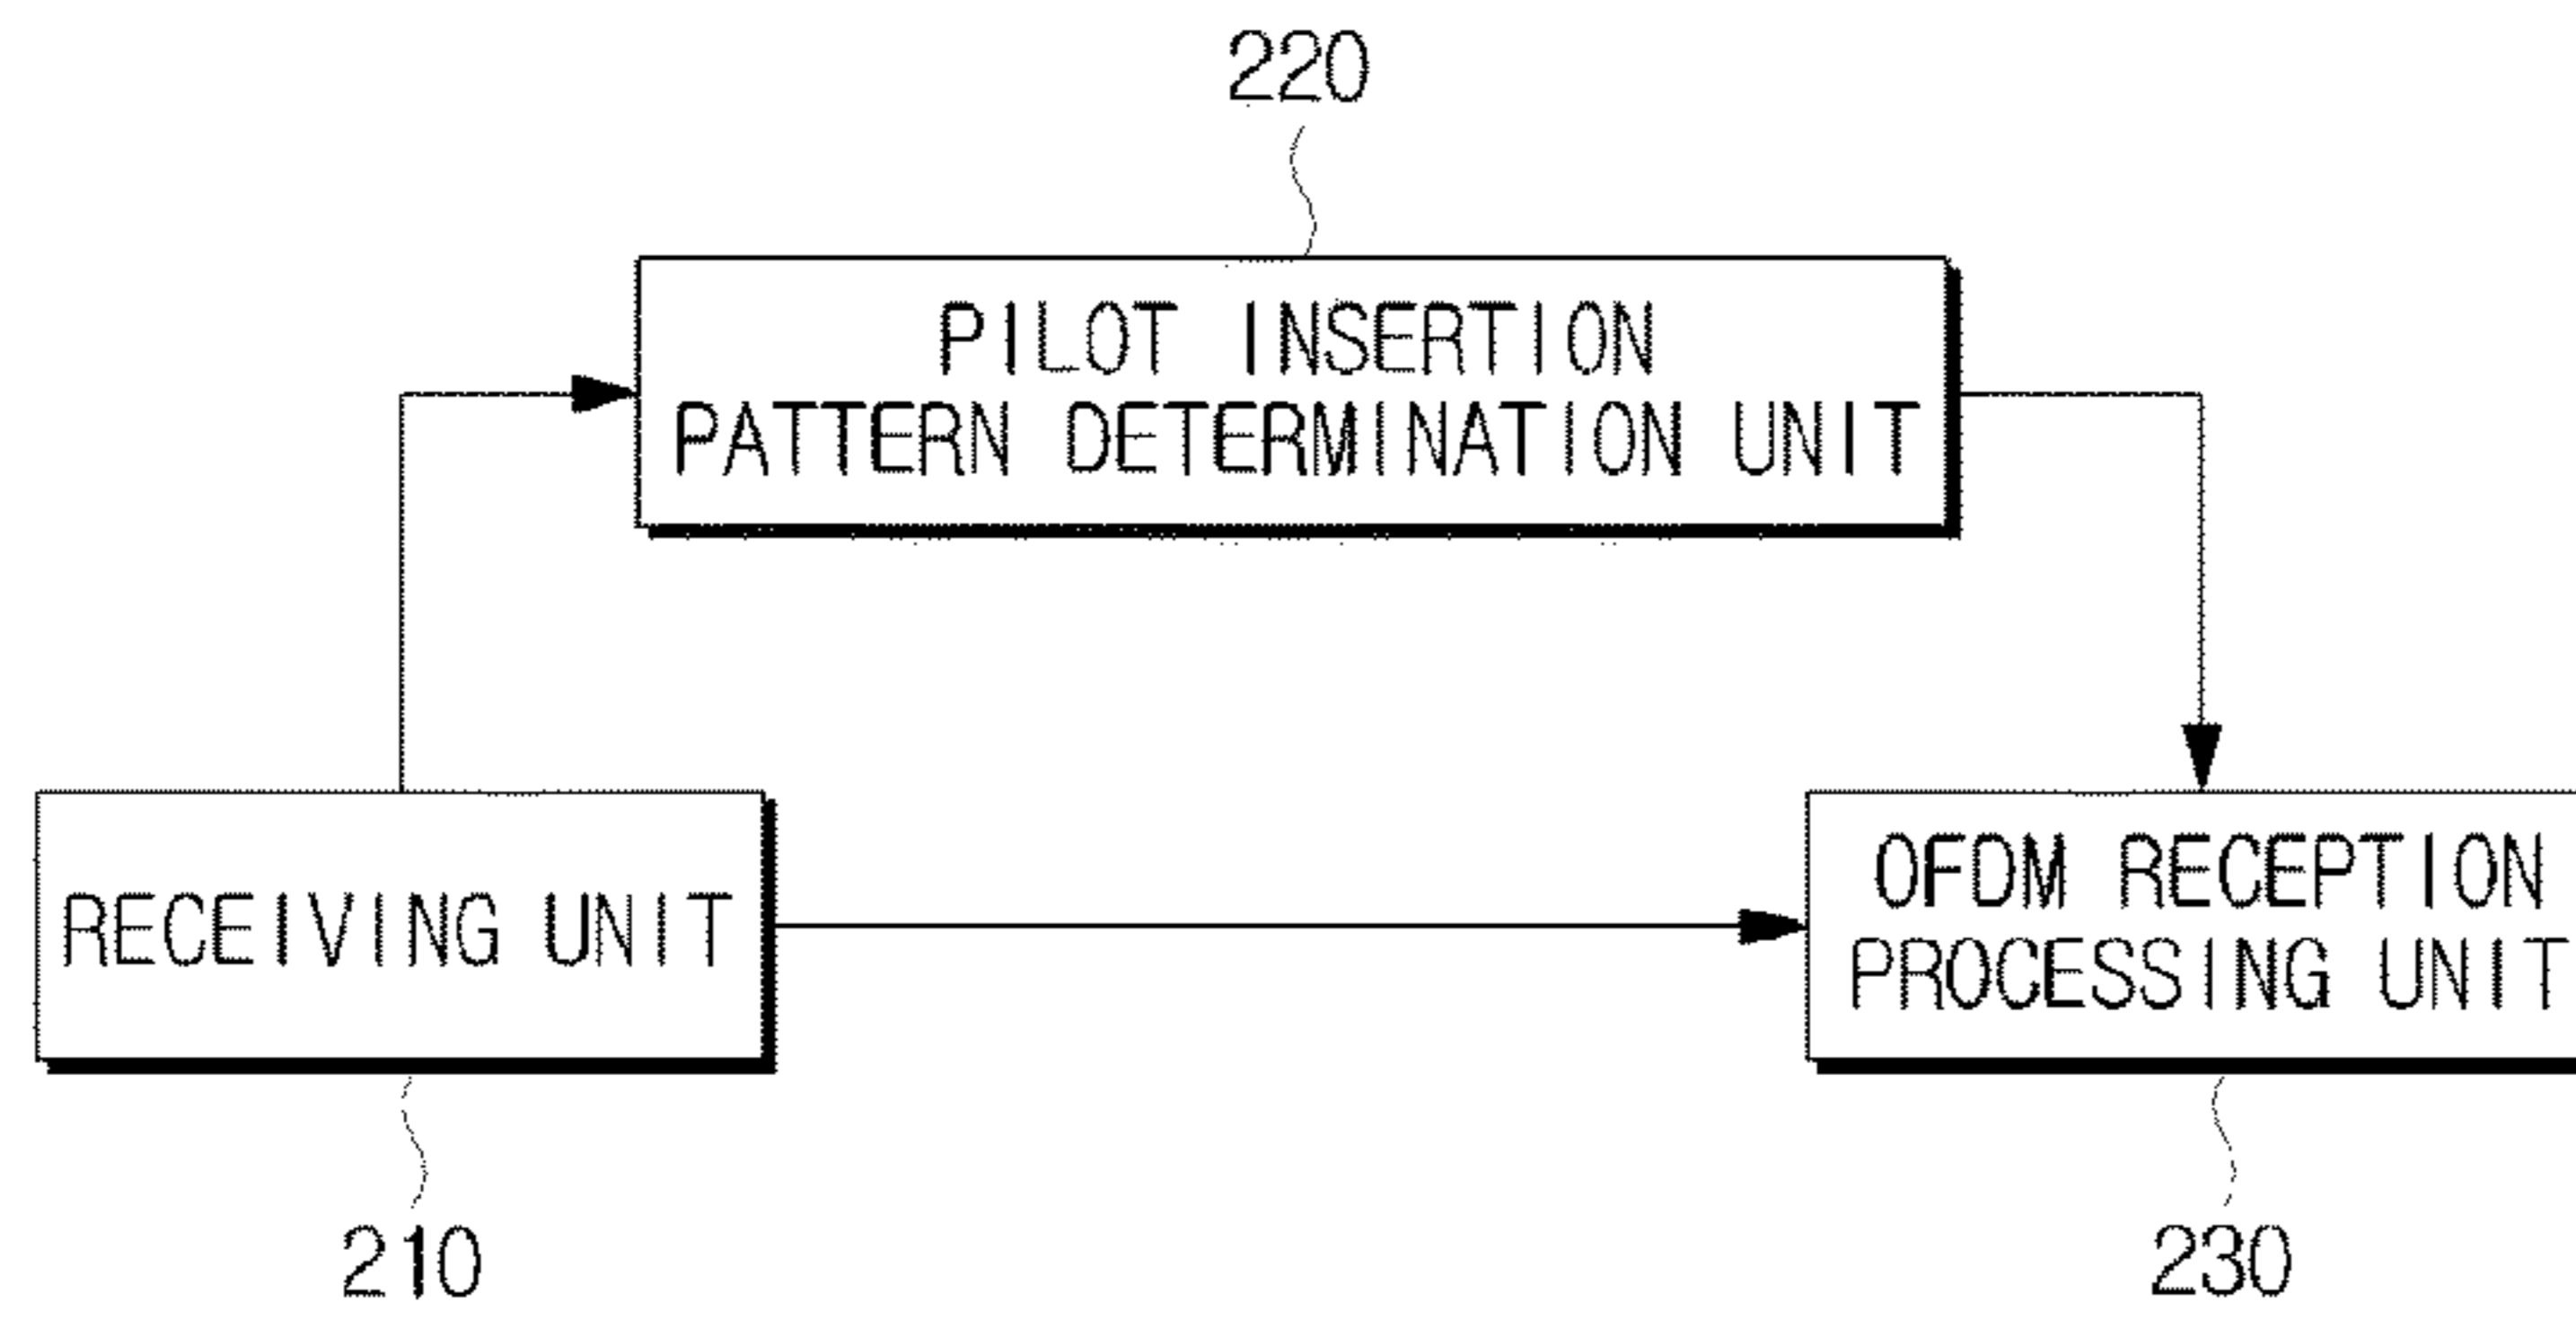 220
PILOT INSERTION
PATTERN DETERMINATION UNIT
RECEIVING UNIT
OFDM RECEPTION
PROCESSING UNIT
210
230